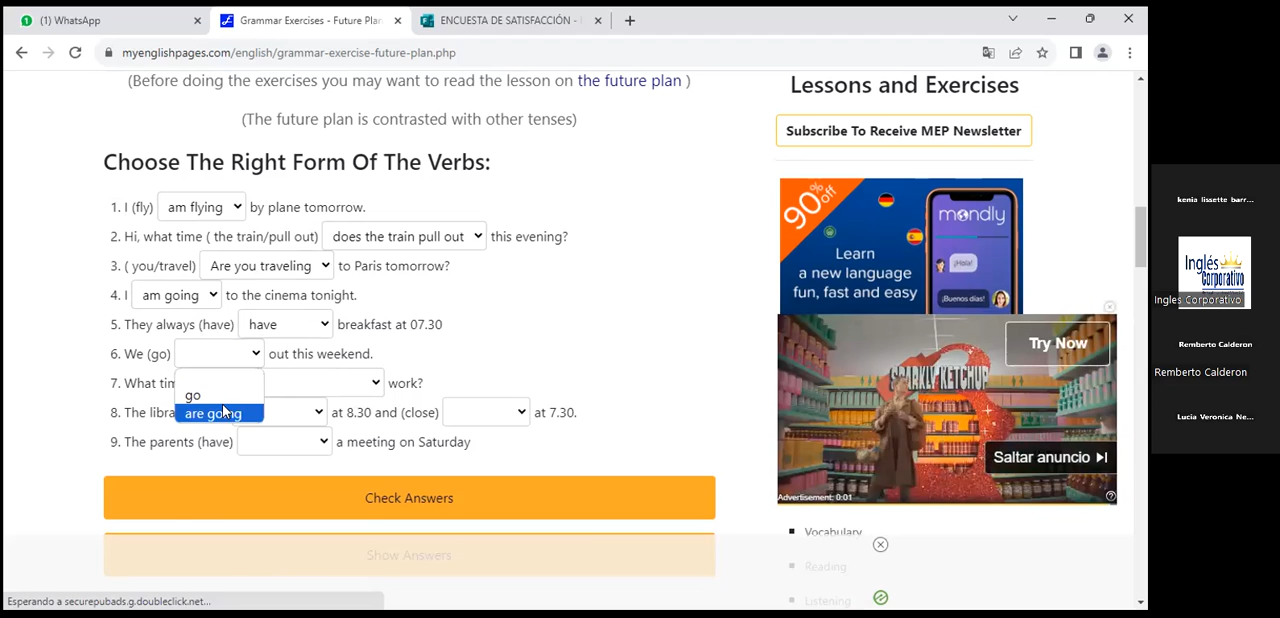 (1) WhatsApp
Grammar Exercises - Future Plan
ENCUESTA DE SATISFACCIÓN -
myenglishpages.com/english/grammar-exercise-future-plan.php
(Before doing the exercises you may want to read the lesson on the future plan )
(The future plan is contrasted with other tenses)
Choose The Right Form Of The Verbs:
1. I (fly) am flying by plane tomorrow.
2. Hi, what time ( the train/pull out) does the train pull out this evening?
3. ( you/travel) Are you traveling to Paris tomorrow?
4. I am going to the cinema tonight.
5. They always (have) have breakfast at 07.30
6. We (go) out this weekend.
go
are going
7. What tim work?
8. The libra at 8.30 and (close) at 7.30.
9. The parents (have) a meeting on Saturday
Check Answers
Show Answers
Esperando a securepubads.g.doubleclick.net...
Lessons and Exercises
Subscribe To Receive MEP Newsletter
90%
off
mondly
Learn
a new language
fun, fast and easy
¡Hola!
¡Buenos días!
Try Now
SPARKLY KETCHUP
Saltar anuncio
Advertisement: 0:01
Vocabulary
Reading
Listening
kenia lissette barr...
Inglés
Corporativo
Ingles Corporativo
Remberto Calderon
Remberto Calderon
Lucia Veronica Ne...